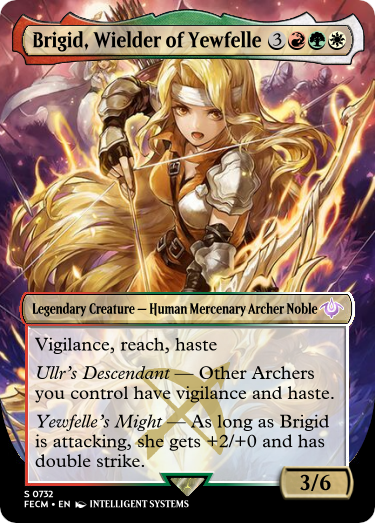 Brigid, Wielder of Yewfelle 3
Legendary Creature — Human Mercenary Archer Noble
Vigilance, reach, haste
Ullr's Descendant — Other Archers
you control have vigilance and haste.
Yewfelle's Might — As long as Brigid
is attacking, she gets +2/+0 and has
double strike.
3/6
S 0732
FECM • EN INTELLIGENT SYSTEMS